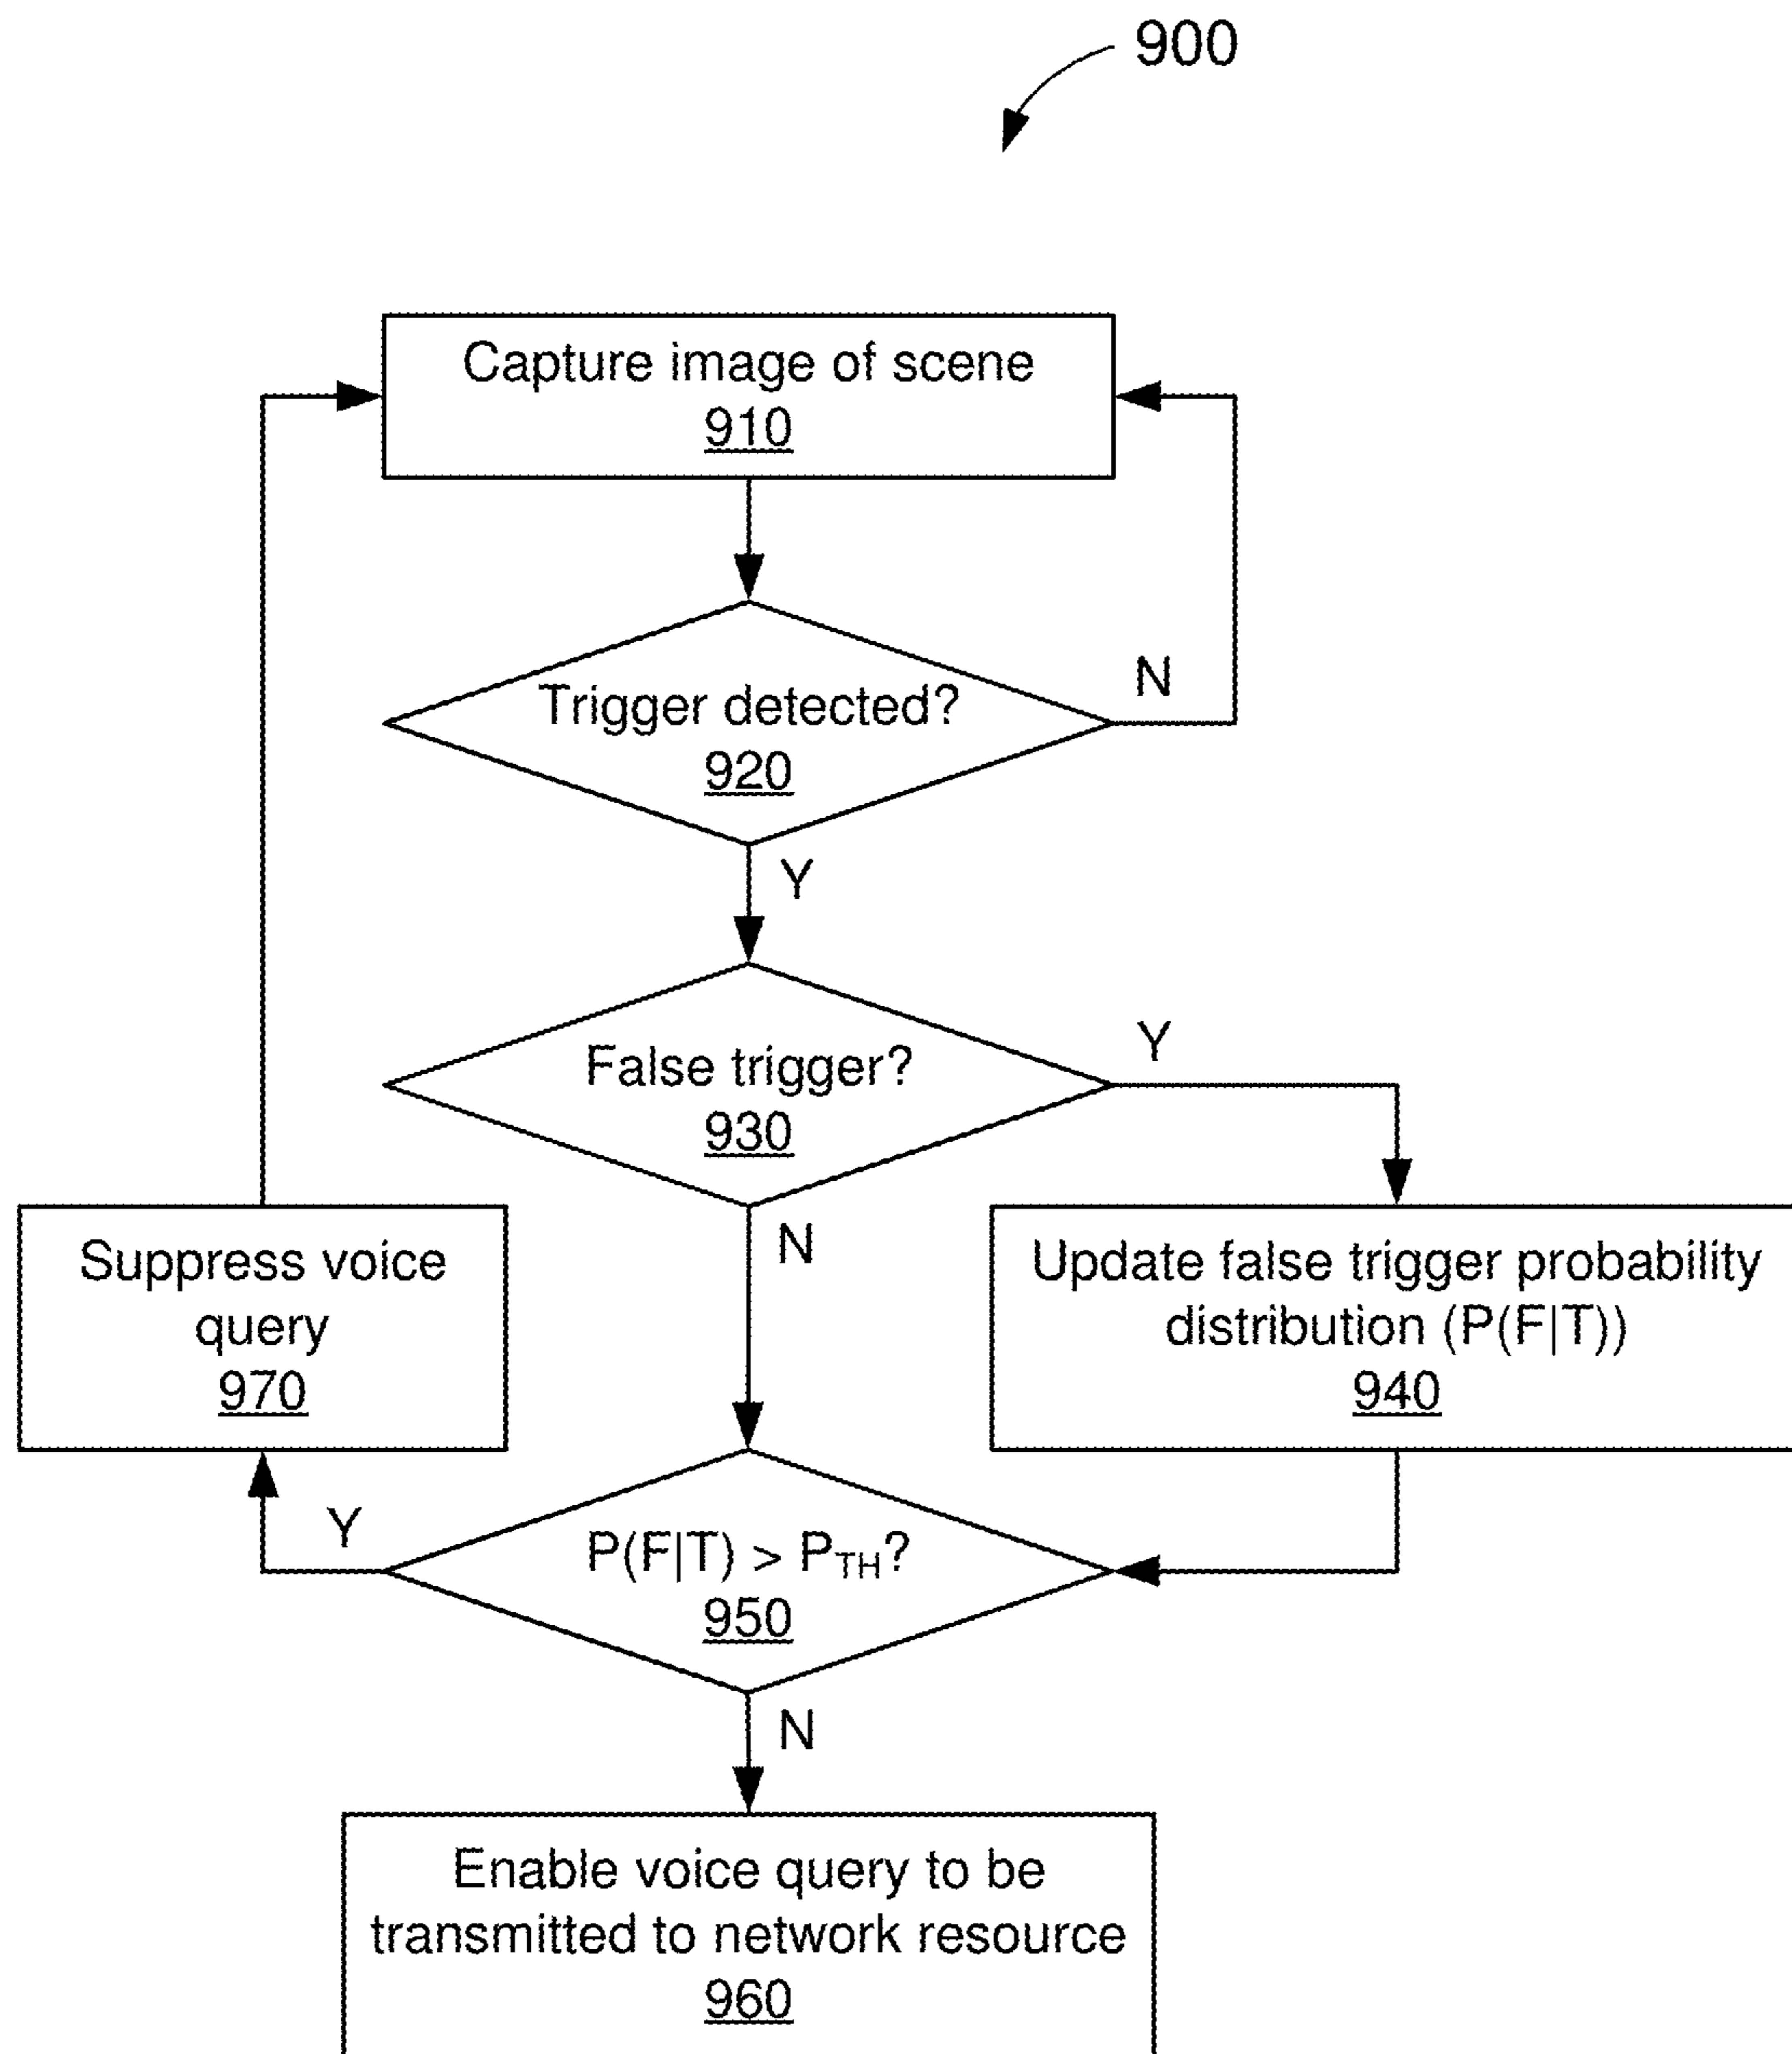 900
Capture image of scene
910
Trigger detected?
920
N
Y
False trigger?
930
Y
N
Suppress voice
query
970
Update false trigger probability
distribution (P(F|T))
940
P(F|T) > PTH?
950
Y
N
Enable voice query to be
transmitted to network resource
960